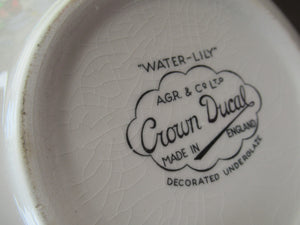 "WATER-LILY"
A.G.R. & Co LTD
Crown Ducal
MADE IN
ENGLAND
DECORATED UNDERGLAZE